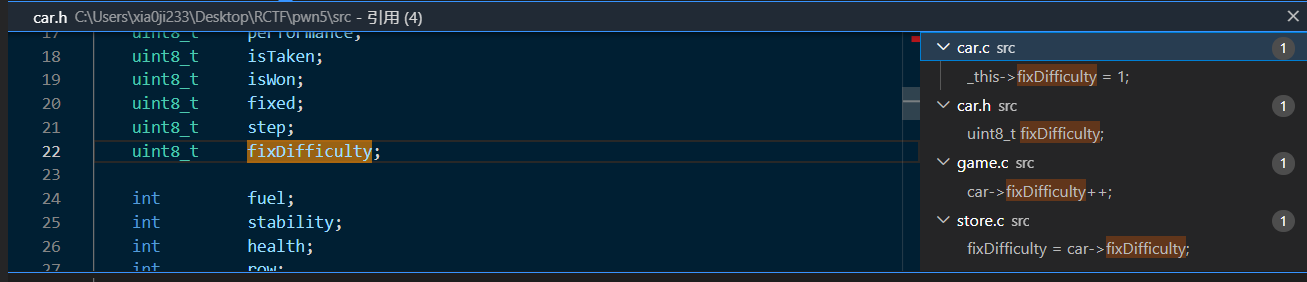 car.h C:\Users\xia0ji233\Desktop\RCTF\pwn5\src - 引用 (4)
17 uint8_t performance;
18 uint8_t isTaken;
19 uint8_t isWon;
20 uint8_t fixed;
21 uint8_t step;
22 uint8_t fixDifficulty;
23
24 int fuel;
25 int stability;
26 int health;
27 int row;
car.c src 1
_this->fixDifficulty = 1;
car.h src 1
uint8_t fixDifficulty;
game.c src 1
car->fixDifficulty++;
store.c src 1
fixDifficulty = car->fixDifficulty;